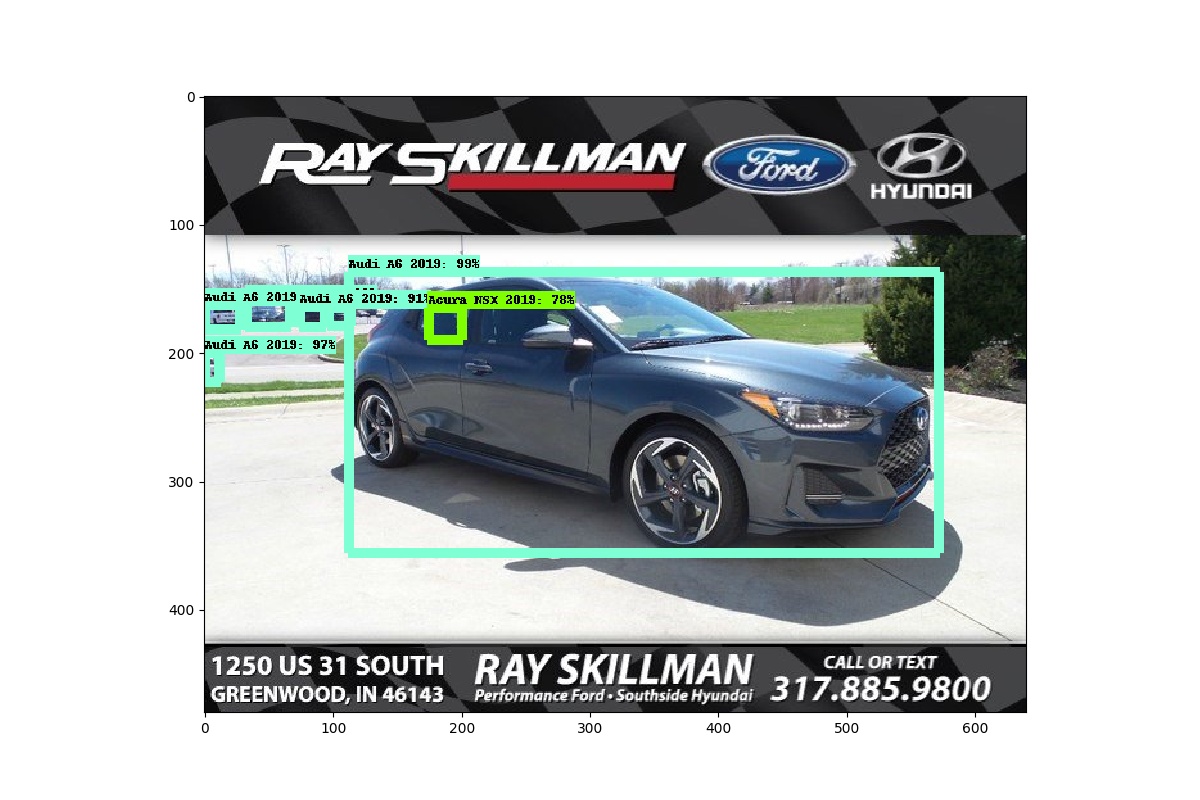 RAY SKILLMAN Ford HYUNDAI
Audi A6 2019: 99%
Audi A6 2019 Audi A6 2019: 91% Acura NSX 2019: 78%
Audi A6 2019: 97%
1250 US 31 SOUTH
GREENWOOD, IN 46143
RAY SKILLMAN
Performance Ford • Southside Hyundai
CALL OR TEXT
317.885.9800
0
100
200
300
400
0 100 200 300 400 500 600